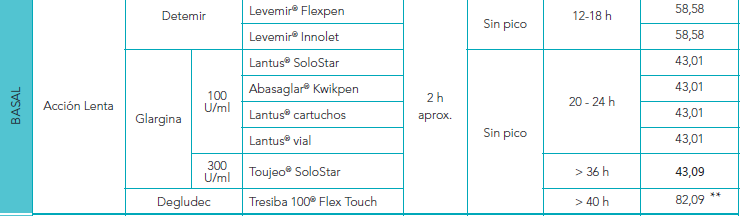 BASAL
Acción Lenta
Detemir
Levemir® Flexpen
Levemir® Innolet
Sin pico
12-18 h
58,58
58,58
Glargina
100
U/ml
Lantus® SoloStar
Abasaglar® Kwikpen
Lantus® cartuchos
Lantus® vial
2 h
aprox.
Sin pico
20 - 24 h
43,01
43,01
43,01
43,01
300
U/ml
Toujeo® SoloStar
> 36 h
43,09
Degludec
Tresiba 100® Flex Touch
> 40 h
82,09 **